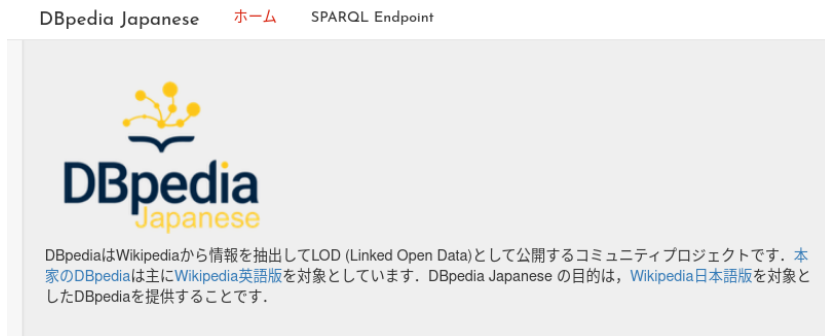 DBpedia Japanese ホーム SPARQL Endpoint
DBpedia
Japanese
DBpediaはWikipediaから情報を抽出してLOD (Linked Open Data)として公開するコミュニティプロジェクトです．本
家のDBpediaは主にWikipedia英語版を対象としています．DBpedia Japanese の目的は，Wikipedia日本語版を対象と
したDBpediaを提供することです．